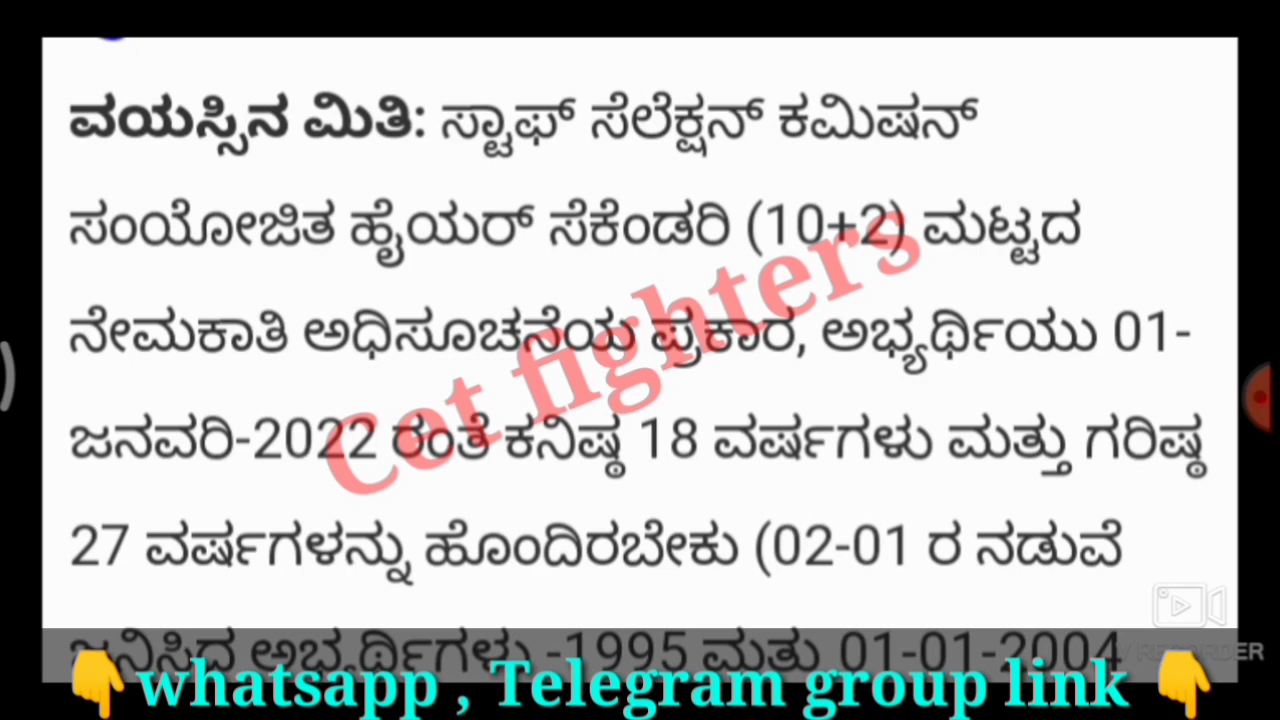 ವಯಸ್ಸಿನ ಮಿತಿ: ಸ್ಟಾಫ್ ಸೆಲೆಕ್ಷನ್ ಕಮಿಷನ್
ಸಂಯೋಜಿತ ಹೈಯರ್ ಸೆಕೆಂಡರಿ (10+2) ಮಟ್ಟದ
ನೇಮಕಾತಿ ಅಧಿಸೂಚನೆಯ ಪ್ರಕಾರ, ಅಭ್ಯರ್ಥಿಯು 01-
ಜನವರಿ-2022 ರಂತೆ ಕನಿಷ್ಠ 18 ವರ್ಷಗಳು ಮತ್ತು ಗರಿಷ್ಠ
27 ವರ್ಷಗಳನ್ನು ಹೊಂದಿರಬೇಕು (02-01 ರ ನಡುವೆ
ಜನಿಸಿದ ಅಭ್ಯರ್ಥಿಗಳು -1995 ಮತ್ತು 01-01-2004
Cet fighters
RECORDER
👇whatsapp , Telegram group link 👇